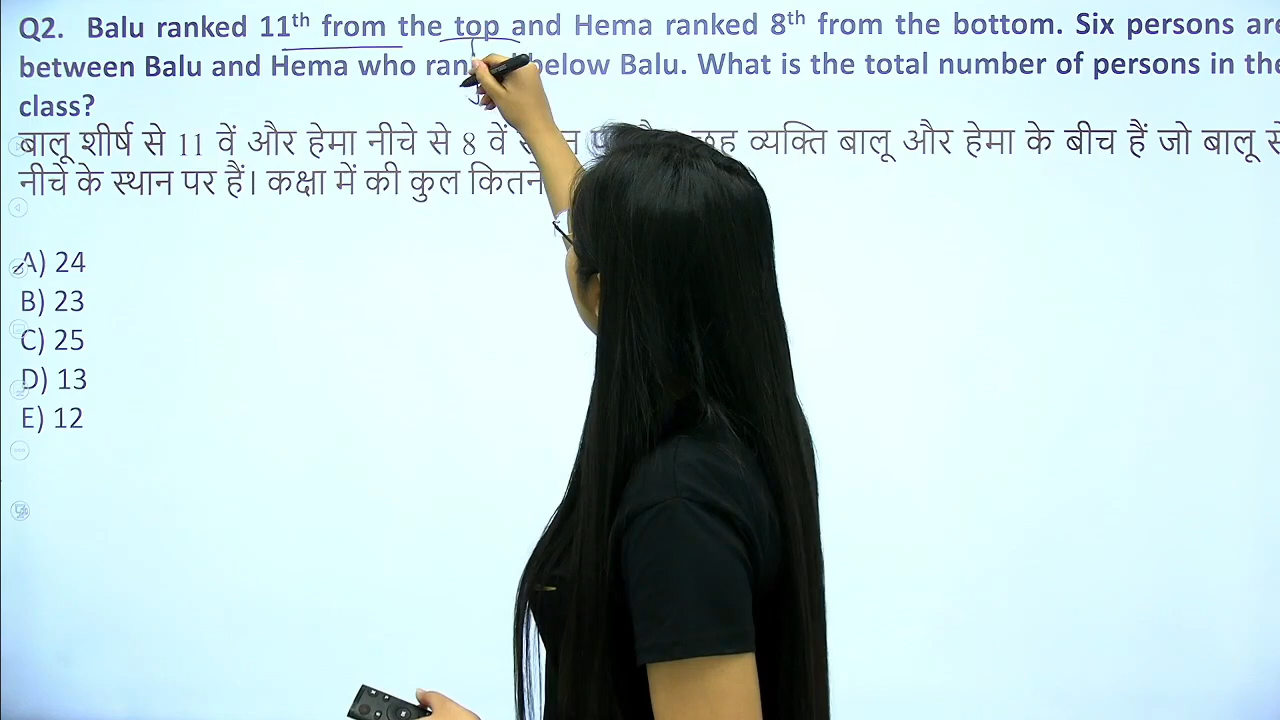 Q2. Balu ranked 11th from the top and Hema ranked 8th from the bottom. Six persons are
between Balu and Hema who below Balu. What is the total number of persons in the
class?
बालू शीर्ष से 11 वें और हेमा नीचे से 8 वें व्यक्ति बालू और हेमा के बीच हैं जो बालू से
नीचे के स्थान पर हैं। कक्षा में की कुल कितने
A) 24
B) 23
C) 25
D) 13
E) 12